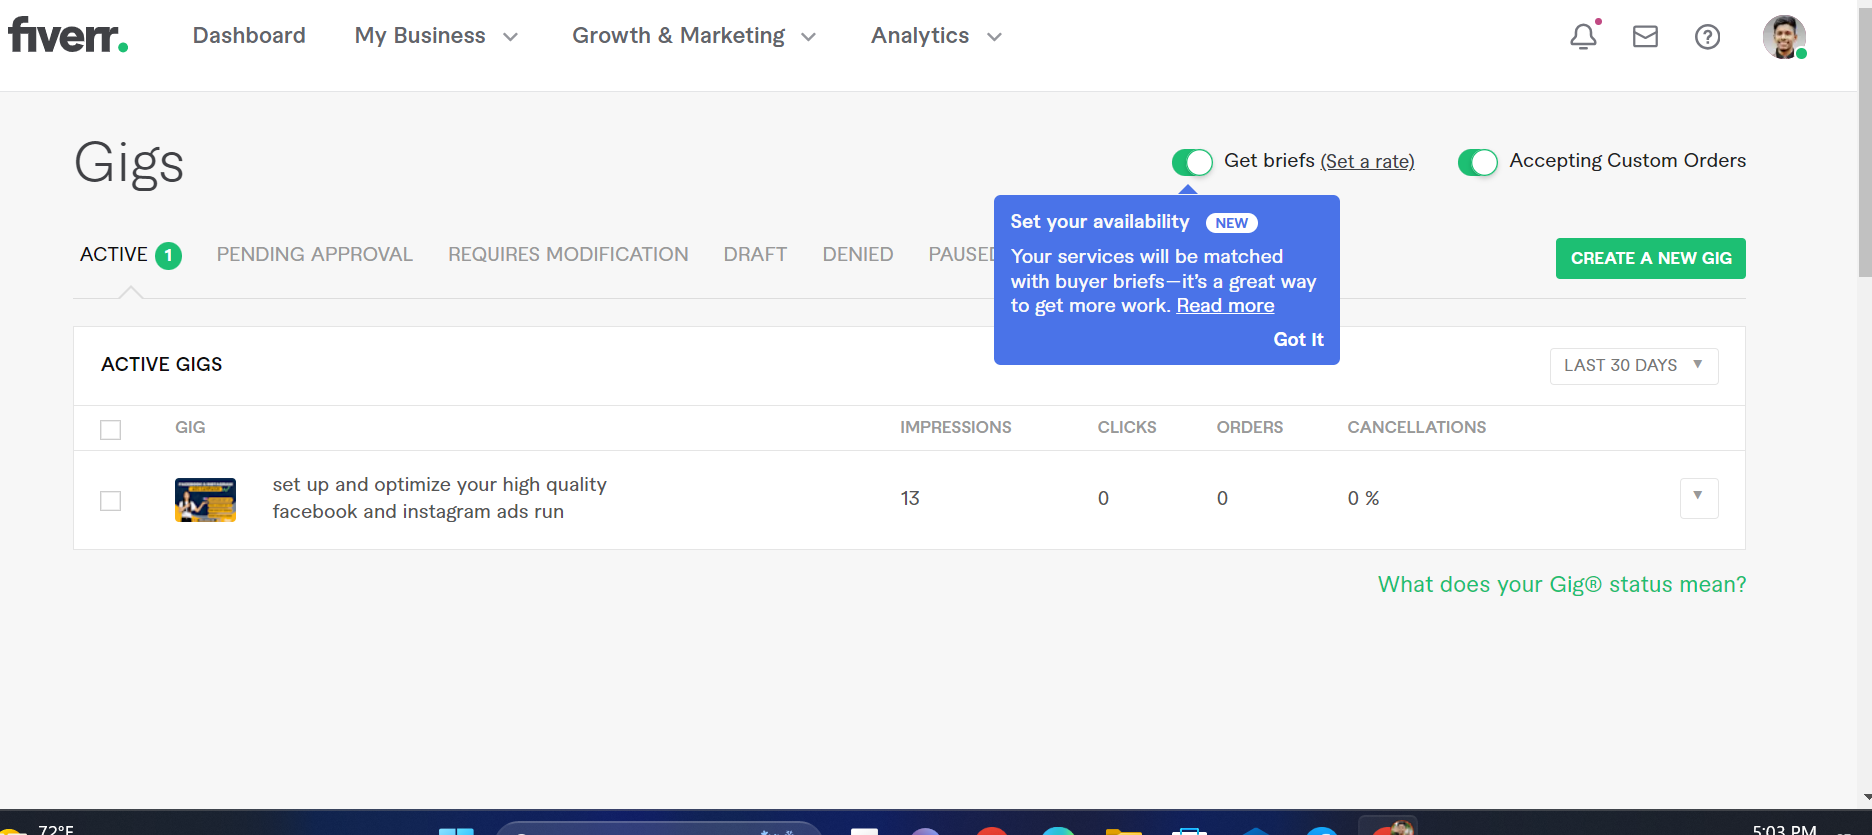 fiverr.
Dashboard
My Business
Growth & Marketing
Analytics
Gigs
Get briefs (Set a rate)
Accepting Custom Orders
ACTIVE 1
PENDING APPROVAL
REQUIRES MODIFICATION
DRAFT
DENIED
PAUSED
Set your availability NEW
Your services will be matched
with buyer briefs—it's a great way
to get more work. Read more
Got It
CREATE A NEW GIG
ACTIVE GIGS
LAST 30 DAYS
GIG
IMPRESSIONS
CLICKS
ORDERS
CANCELLATIONS
set up and optimize your high quality
facebook and instagram ads run
13
0
0
0 %
What does your Gig® status mean?
72°F
5:03 PM